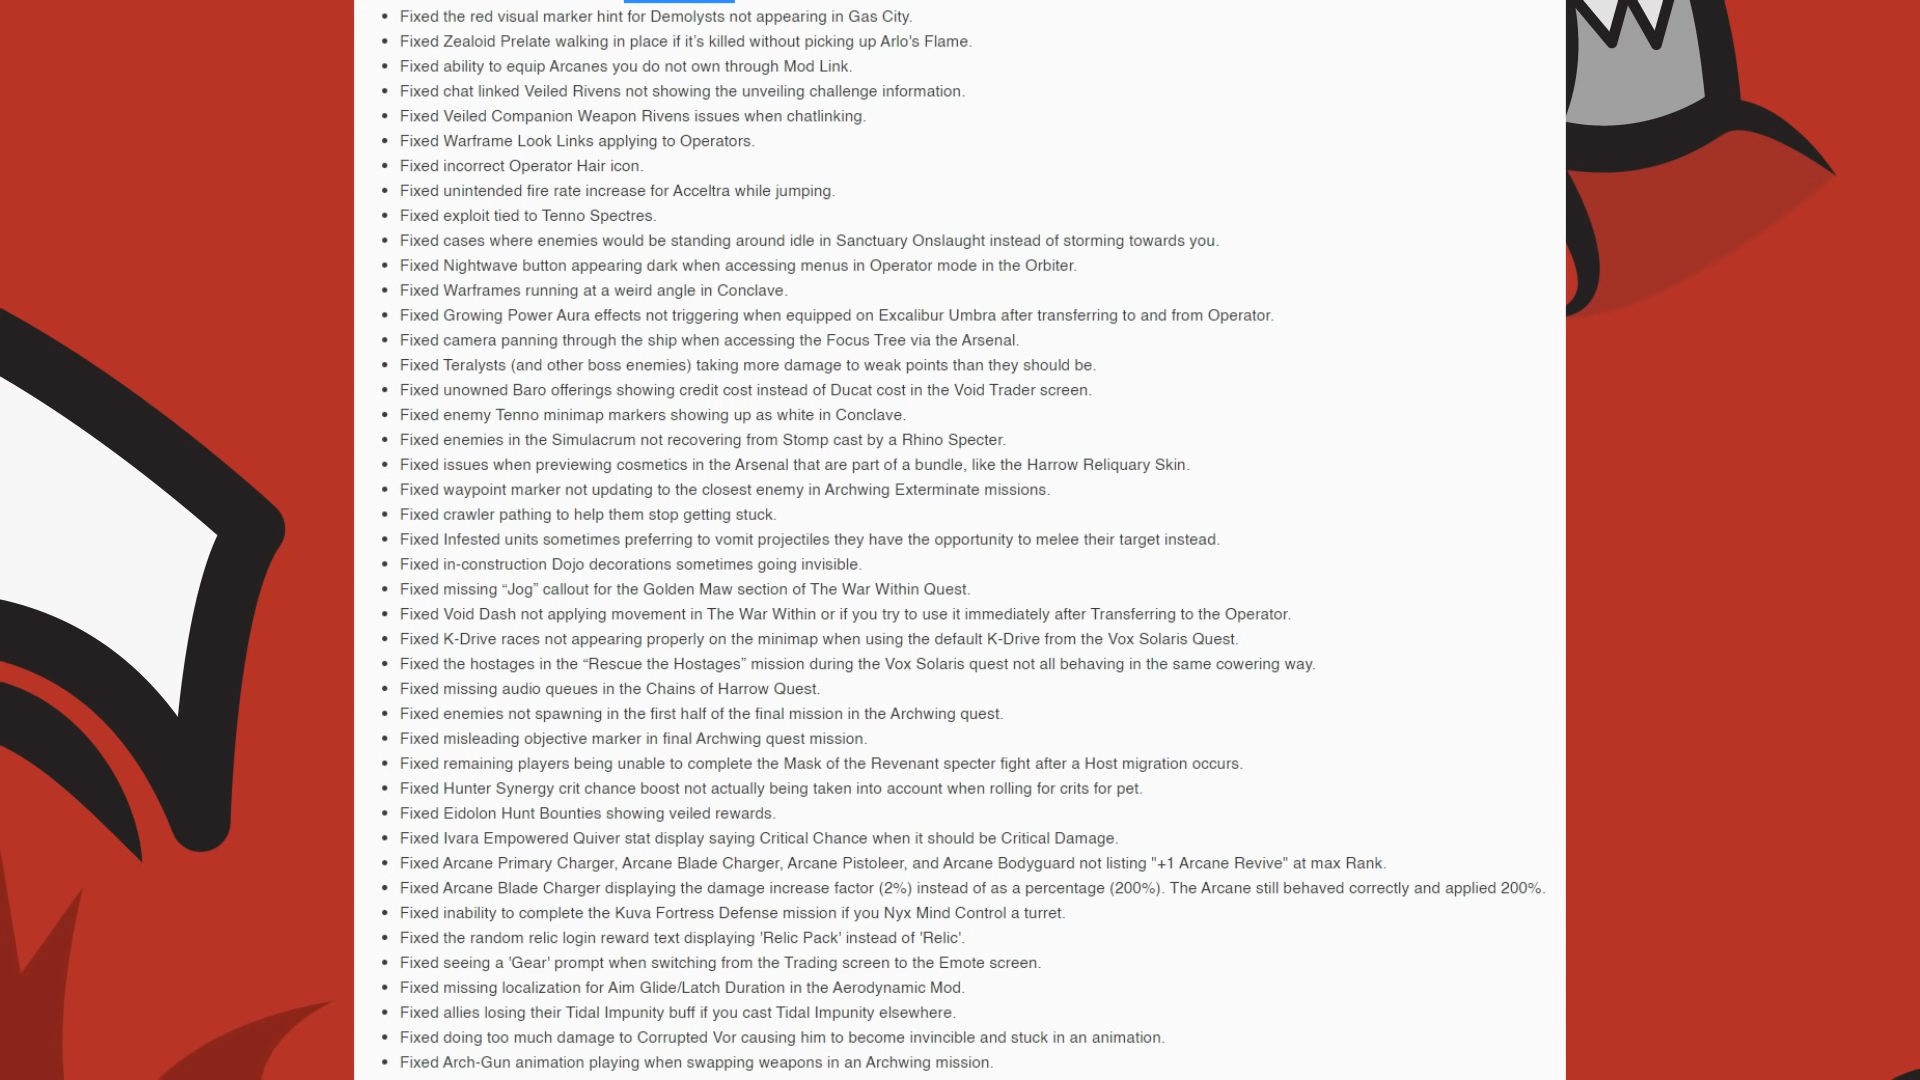 • Fixed the red visual marker hint for Demolysts not appearing in Gas City.
• Fixed Zealoid Prelate walking in place if it’s killed without picking up Arlo’s Flame.
• Fixed ability to equip Arcanes you do not own through Mod Link.
• Fixed chat linked Veiled Rivens not showing the unveiling challenge information.
• Fixed Veiled Companion Weapon Rivens issues when chatlinking.
• Fixed Warframe Look Links applying to Operators.
• Fixed incorrect Operator Hair icon.
• Fixed unintended fire rate increase for Acceltra while jumping.
• Fixed exploit tied to Tenno Spectres.
• Fixed cases where enemies would be standing around idle in Sanctuary Onslaught instead of storming towards you.
• Fixed Nightwave button appearing dark when accessing menus in Operator mode in the Orbiter.
• Fixed Warframes running at a weird angle in Conclave.
• Fixed Growing Power Aura effects not triggering when equipped on Excalibur Umbra after transferring to and from Operator.
• Fixed camera panning through the ship when accessing the Focus Tree via the Arsenal.
• Fixed Teralysts (and other boss enemies) taking more damage to weak points than they should be.
• Fixed unowned Baro offerings showing credit cost instead of Ducat cost in the Void Trader screen.
• Fixed enemy Tenno minimap markers showing up as white in Conclave.
• Fixed enemies in the Simulacrum not recovering from Stomp cast by a Rhino Specter.
• Fixed issues when previewing cosmetics in the Arsenal that are part of a bundle, like the Harrow Reliquary Skin.
• Fixed waypoint marker not updating to the closest enemy in Archwing Exterminate missions.
• Fixed crawler pathing to help them stop getting stuck.
• Fixed Infested units sometimes preferring to vomit projectiles they have the opportunity to melee their target instead.
• Fixed in-construction Dojo decorations sometimes going invisible.
• Fixed missing “Jog” callout for the Golden Maw section of The War Within Quest.
• Fixed Void Dash not applying movement in The War Within or if you try to use it immediately after Transferring to the Operator.
• Fixed K-Drive races not appearing properly on the minimap when using the default K-Drive from the Vox Solaris Quest.
• Fixed the hostages in the “Rescue the Hostages” mission during the Vox Solaris quest not all behaving in the same cowering way.
• Fixed missing audio queues in the Chains of Harrow Quest.
• Fixed enemies not spawning in the first half of the final mission in the Archwing quest.
• Fixed misleading objective marker in final Archwing quest mission.
• Fixed remaining players being unable to complete the Mask of the Revenant specter fight after a Host migration occurs.
• Fixed Hunter Synergy crit chance boost not actually being taken into account when rolling for crits for pet.
• Fixed Eidolon Hunt Bounties showing veiled rewards.
• Fixed Ivara Empowered Quiver stat display saying Critical Chance when it should be Critical Damage.
• Fixed Arcane Primary Charger, Arcane Blade Charger, Arcane Pistoleer, and Arcane Bodyguard not listing "+1 Arcane Revive" at max Rank.
• Fixed Arcane Blade Charger displaying the damage increase factor (2%) instead of as a percentage (200%). The Arcane still behaved correctly and applied 200%.
• Fixed inability to complete the Kuva Fortress Defense mission if you Nyx Mind Control a turret.
• Fixed the random relic login reward text displaying 'Relic Pack' instead of 'Relic'.
• Fixed seeing a 'Gear' prompt when switching from the Trading screen to the Emote screen.
• Fixed missing localization for Aim Glide/Latch Duration in the Aerodynamic Mod.
• Fixed allies losing their Tidal Impunity buff if you cast Tidal Impunity elsewhere.
• Fixed doing too much damage to Corrupted Vor causing him to become invincible and stuck in an animation.
• Fixed Arch-Gun animation playing when swapping weapons in an Archwing mission.